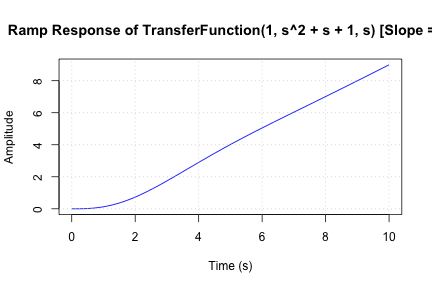 Ramp Response of TransferFunction(1, s^2 + s + 1, s) [Slope =
Amplitude
8
6
4
2
0
0 2 4 6 8 10
Time (s)